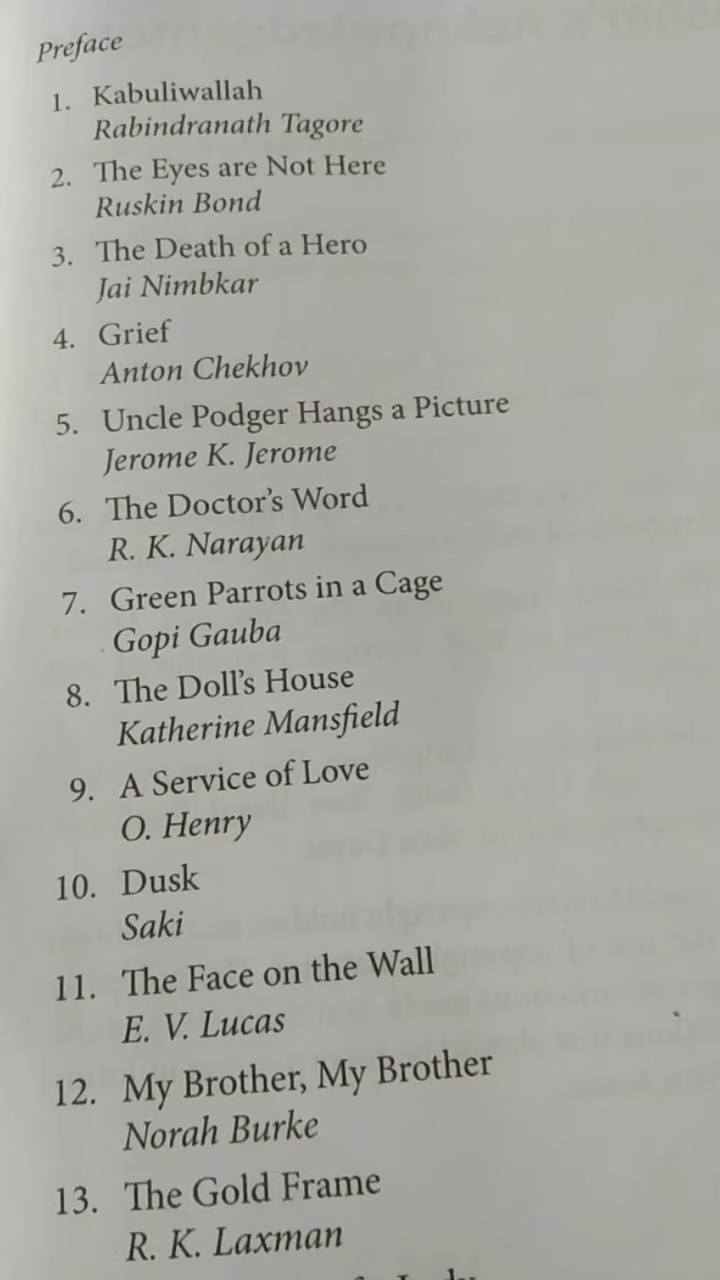 Preface
1. Kabuliwallah
Rabindranath Tagore
2. The Eyes are Not Here
Ruskin Bond
3. The Death of a Hero
Jai Nimbkar
4. Grief
Anton Chekhov
5. Uncle Podger Hangs a Picture
Jerome K. Jerome
6. The Doctor's Word
R. K. Narayan
7. Green Parrots in a Cage
Gopi Gauba
8. The Doll's House
Katherine Mansfield
9. A Service of Love
O. Henry
10. Dusk
Saki
11. The Face on the Wall
E. V. Lucas
12. My Brother, My Brother
Norah Burke
13. The Gold Frame
R. K. Laxman